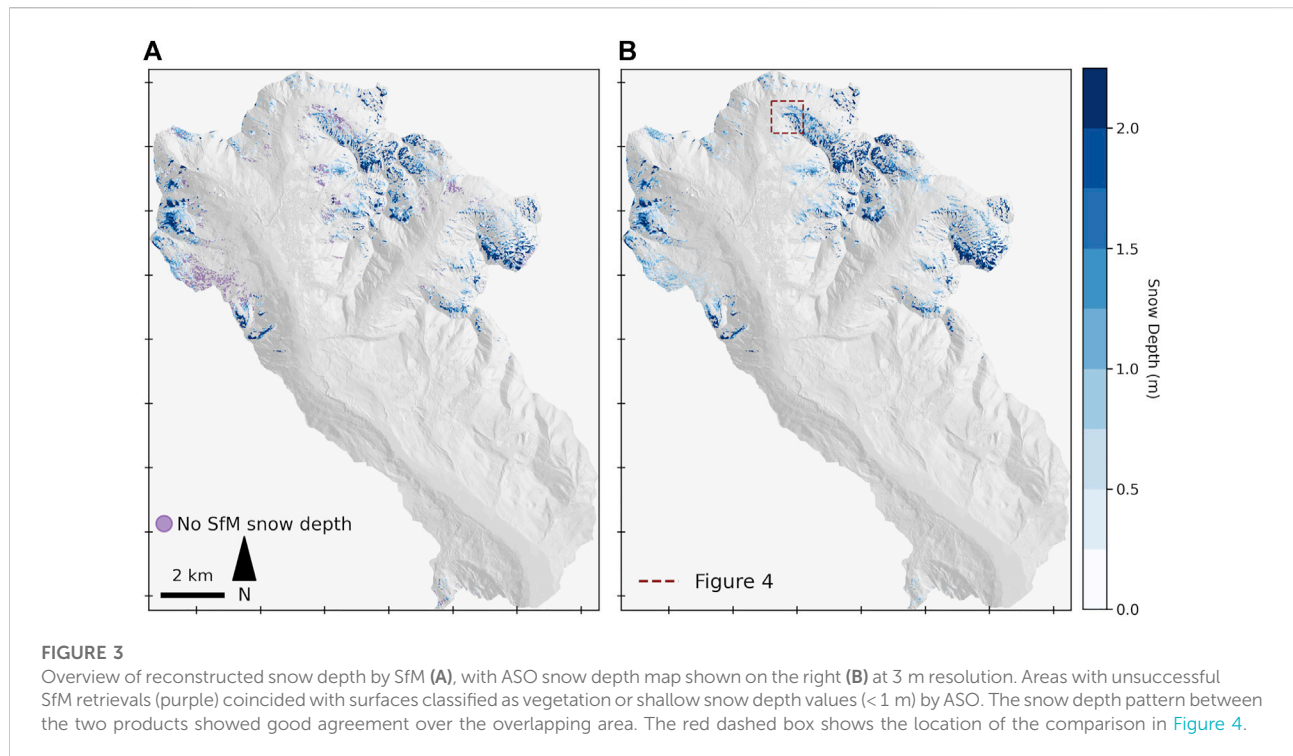 A
B
No SfM snow depth
2 km
N
Figure 4
2.0
1.5
1.0
0.5
0.0
Snow Depth (m)
FIGURE 3
Overview of reconstructed snow depth by SfM (A), with ASO snow depth map shown on the right (B) at 3 m resolution. Areas with unsuccessful
SfM retrievals (purple) coincided with surfaces classified as vegetation or shallow snow depth values (< 1 m) by ASO. The snow depth pattern between
the two products showed good agreement over the overlapping area. The red dashed box shows the location of the comparison in Figure 4.